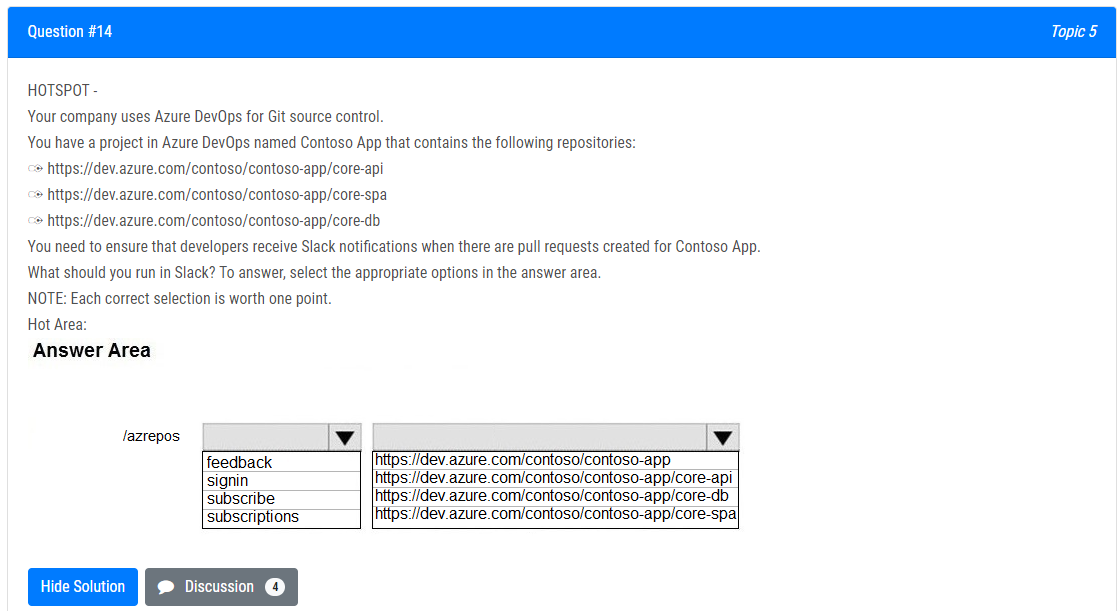 Question #14
Topic 5
HOTSPOT -
Your company uses Azure DevOps for Git source control.
You have a project in Azure DevOps named Contoso App that contains the following repositories:
https://dev.azure.com/contoso/contoso-app/core-api
https://dev.azure.com/contoso/contoso-app/core-spa
https://dev.azure.com/contoso/contoso-app/core-db
You need to ensure that developers receive Slack notifications when there are pull requests created for Contoso App.
What should you run in Slack? To answer, select the appropriate options in the answer area.
NOTE: Each correct selection is worth one point.
Hot Area:
Answer Area
/azrepos
feedback
signin
subscribe
subscriptions
https://dev.azure.com/contoso/contoso-app
https://dev.azure.com/contoso/contoso-app/core-api
https://dev.azure.com/contoso/contoso-app/core-db
https://dev.azure.com/contoso/contoso-app/core-spa
Hide Solution
Discussion 4